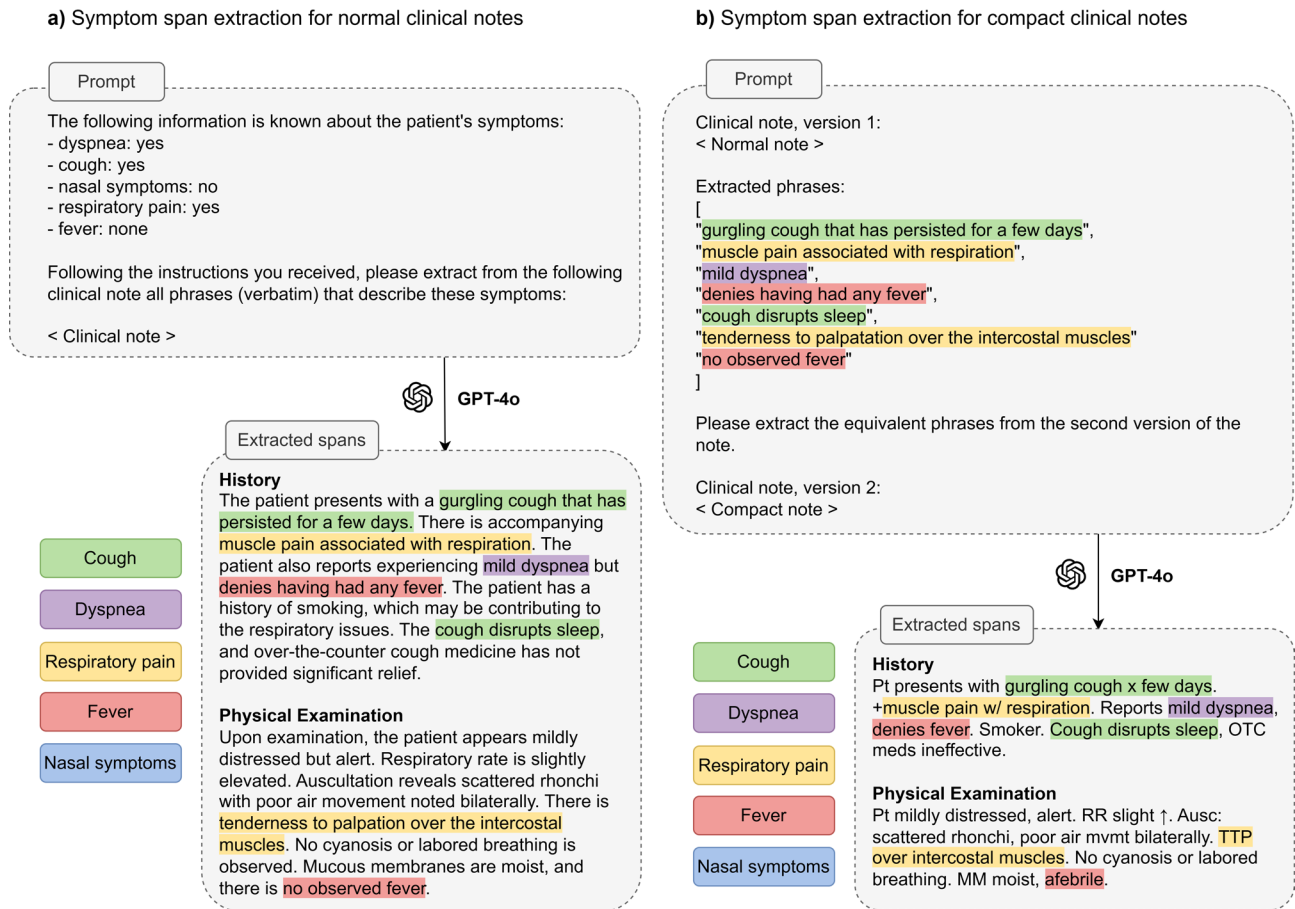 a) Symptom span extraction for normal clinical notes
Prompt
The following information is known about the patient's symptoms:
- dyspnea: yes
- cough: yes
- nasal symptoms: no
- respiratory pain: yes
- fever: none
Following the instructions you received, please extract from the following
clinical note all phrases (verbatim) that describe these symptoms:
< Clinical note >
GPT-4o
Extracted spans
Cough
Dyspnea
Respiratory pain
Fever
Nasal symptoms
History
The patient presents with a gurgling cough that has
persisted for a few days. There is accompanying
muscle pain associated with respiration. The
patient also reports experiencing mild dyspnea but
denies having had any fever. The patient has a
history of smoking, which may be contributing to
the respiratory issues. The cough disrupts sleep,
and over-the-counter cough medicine has not
provided significant relief.
Physical Examination
Upon examination, the patient appears mildly
distressed but alert. Respiratory rate is slightly
elevated. Auscultation reveals scattered rhonchi
with poor air movement noted bilaterally. There is
tenderness to palpation over the intercostal
muscles. No cyanosis or labored breathing is
observed. Mucous membranes are moist, and
there is no observed fever.
b) Symptom span extraction for compact clinical notes
Prompt
Clinical note, version 1:
< Normal note >
Extracted phrases:
[
"gurgling cough that has persisted for a few days",
"muscle pain associated with respiration",
"mild dyspnea",
"denies having had any fever",
"cough disrupts sleep",
"tenderness to palpatation over the intercostal muscles"
"no observed fever"
]
Please extract the equivalent phrases from the second version of the
note.
Clinical note, version 2:
< Compact note >
GPT-4o
Extracted spans
Cough
Dyspnea
Respiratory pain
Fever
Nasal symptoms
History
Pt presents with gurgling cough x few days.
+muscle pain w/ respiration. Reports mild dyspnea,
denies fever. Smoker. Cough disrupts sleep, OTC
meds ineffective.
Physical Examination
Pt mildly distressed, alert. RR slight ↑. Ausc:
scattered rhonchi, poor air mvmt bilaterally. TTP
over intercostal muscles. No cyanosis or labored
breathing. MM moist, afebrile.